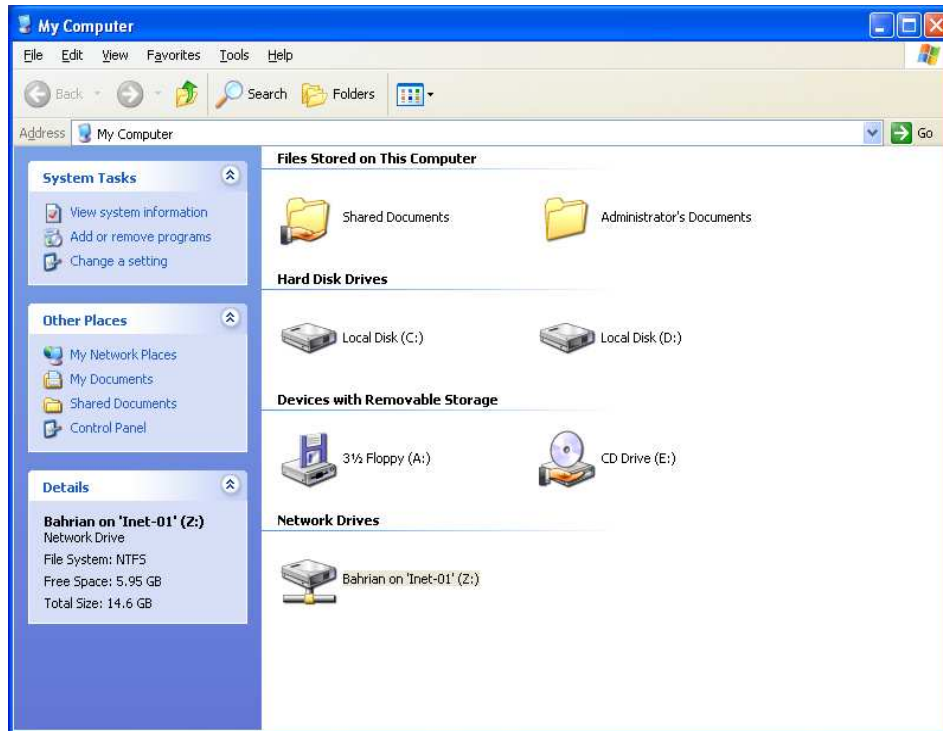 My Computer
File Edit View Favorites Tools Help
Back Search Folders
Address My Computer Go
System Tasks
View system information
Add or remove programs
Change a setting
Other Places
My Network Places
My Documents
Shared Documents
Control Panel
Details
Bahrian on 'Inet-01' (Z:)
Network Drive
File System: NTFS
Free Space: 5.95 GB
Total Size: 14.6 GB
Files Stored on This Computer
Shared Documents
Administrator's Documents
Hard Disk Drives
Local Disk (C:)
Local Disk (D:)
Devices with Removable Storage
3½ Floppy (A:)
CD Drive (E:)
Network Drives
Bahrian on 'Inet-01' (Z:)